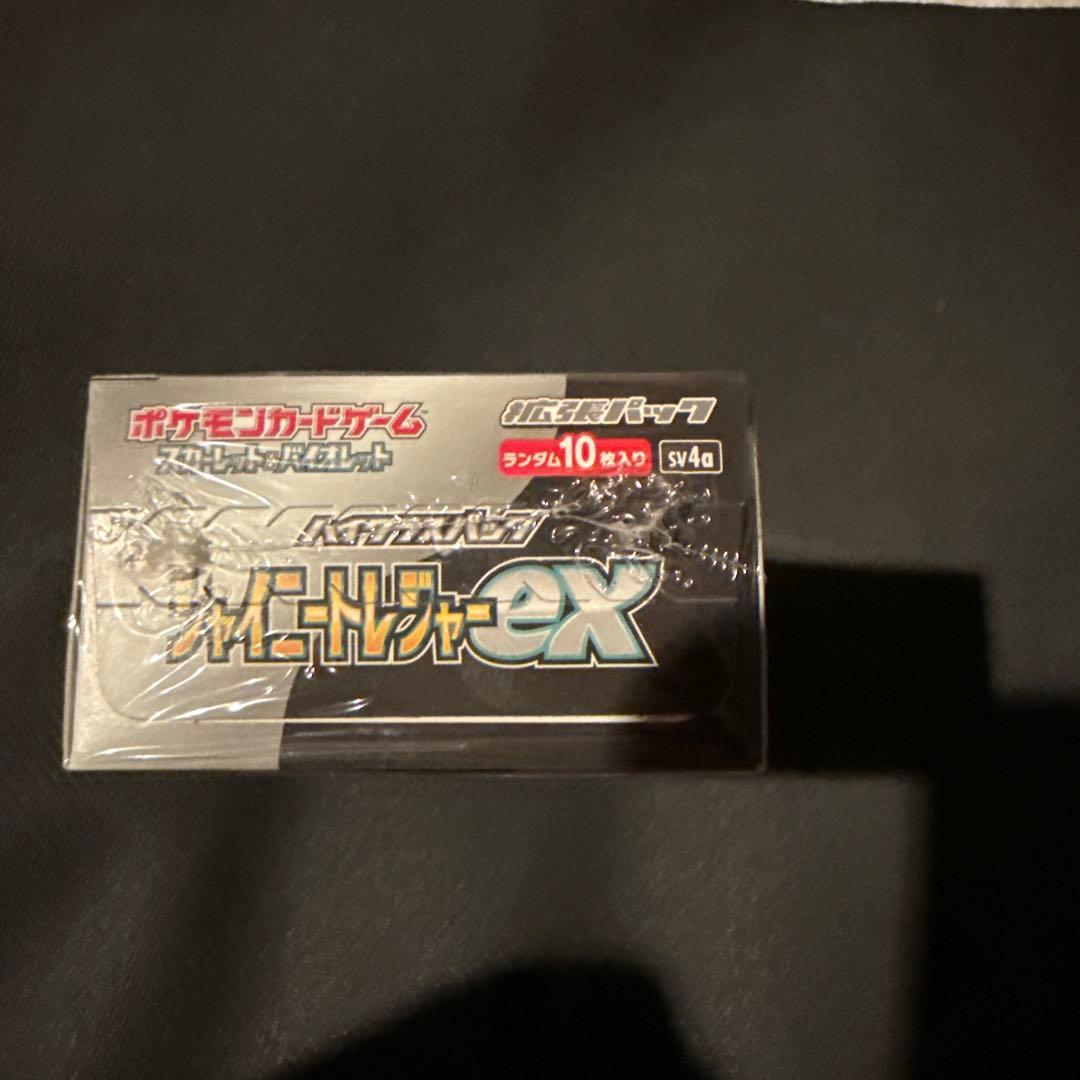 ポケモンカードゲーム™
スカーレット&バイオレット
拡張パック
ランダム10枚入り sv4a
ハイクラスパック
シャイニートレジャーex